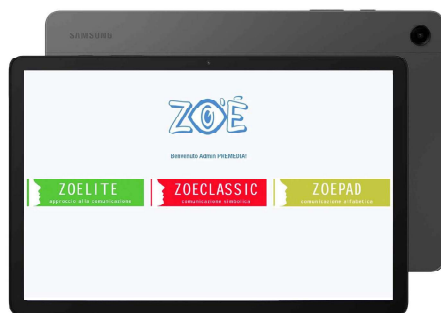 SAMSUNG
ZOÉ
Benvenuto Admin PREMEDIA!
ZOELITE
approccio alla comunicazione
ZOECLASSIC
comunicazione simbolica
ZOEPAD
comunicazione alfabetica